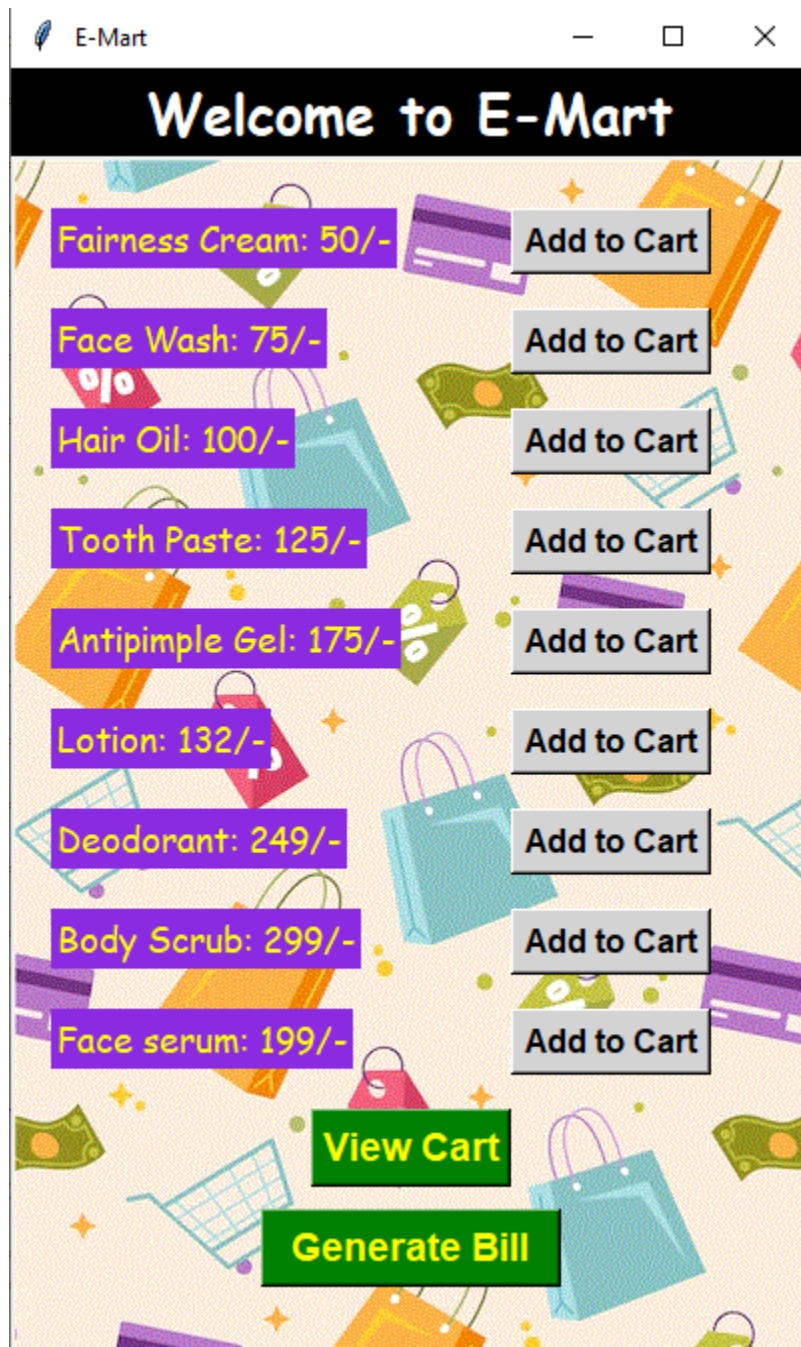 E-Mart
Welcome to E-Mart
Fairness Cream: 50/- Add to Cart
Face Wash: 75/- Add to Cart
Hair Oil: 100/- Add to Cart
Tooth Paste: 125/- Add to Cart
Antipimple Gel: 175/- Add to Cart
Lotion: 132/- Add to Cart
Deodorant: 249/- Add to Cart
Body Scrub: 299/- Add to Cart
Face serum: 199/- Add to Cart
View Cart
Generate Bill